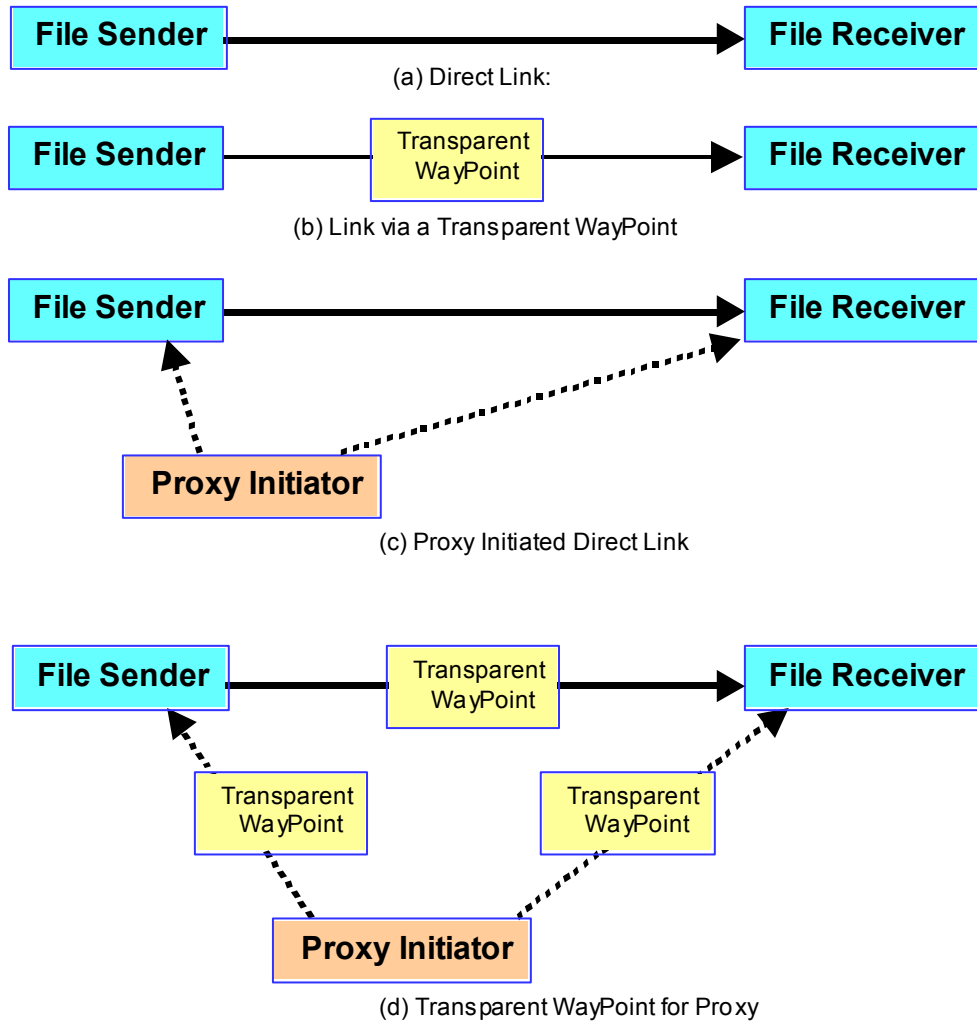 File Sender
File Receiver
(a) Direct Link:
File Sender
Transparent
WayPoint
File Receiver
(b) Link via a Transparent WayPoint
File Sender
File Receiver
Proxy Initiator
(c) Proxy Initiated Direct Link
File Sender
Transparent
WayPoint
File Receiver
Transparent
WayPoint
Transparent
WayPoint
Proxy Initiator
(d) Transparent WayPoint for Proxy